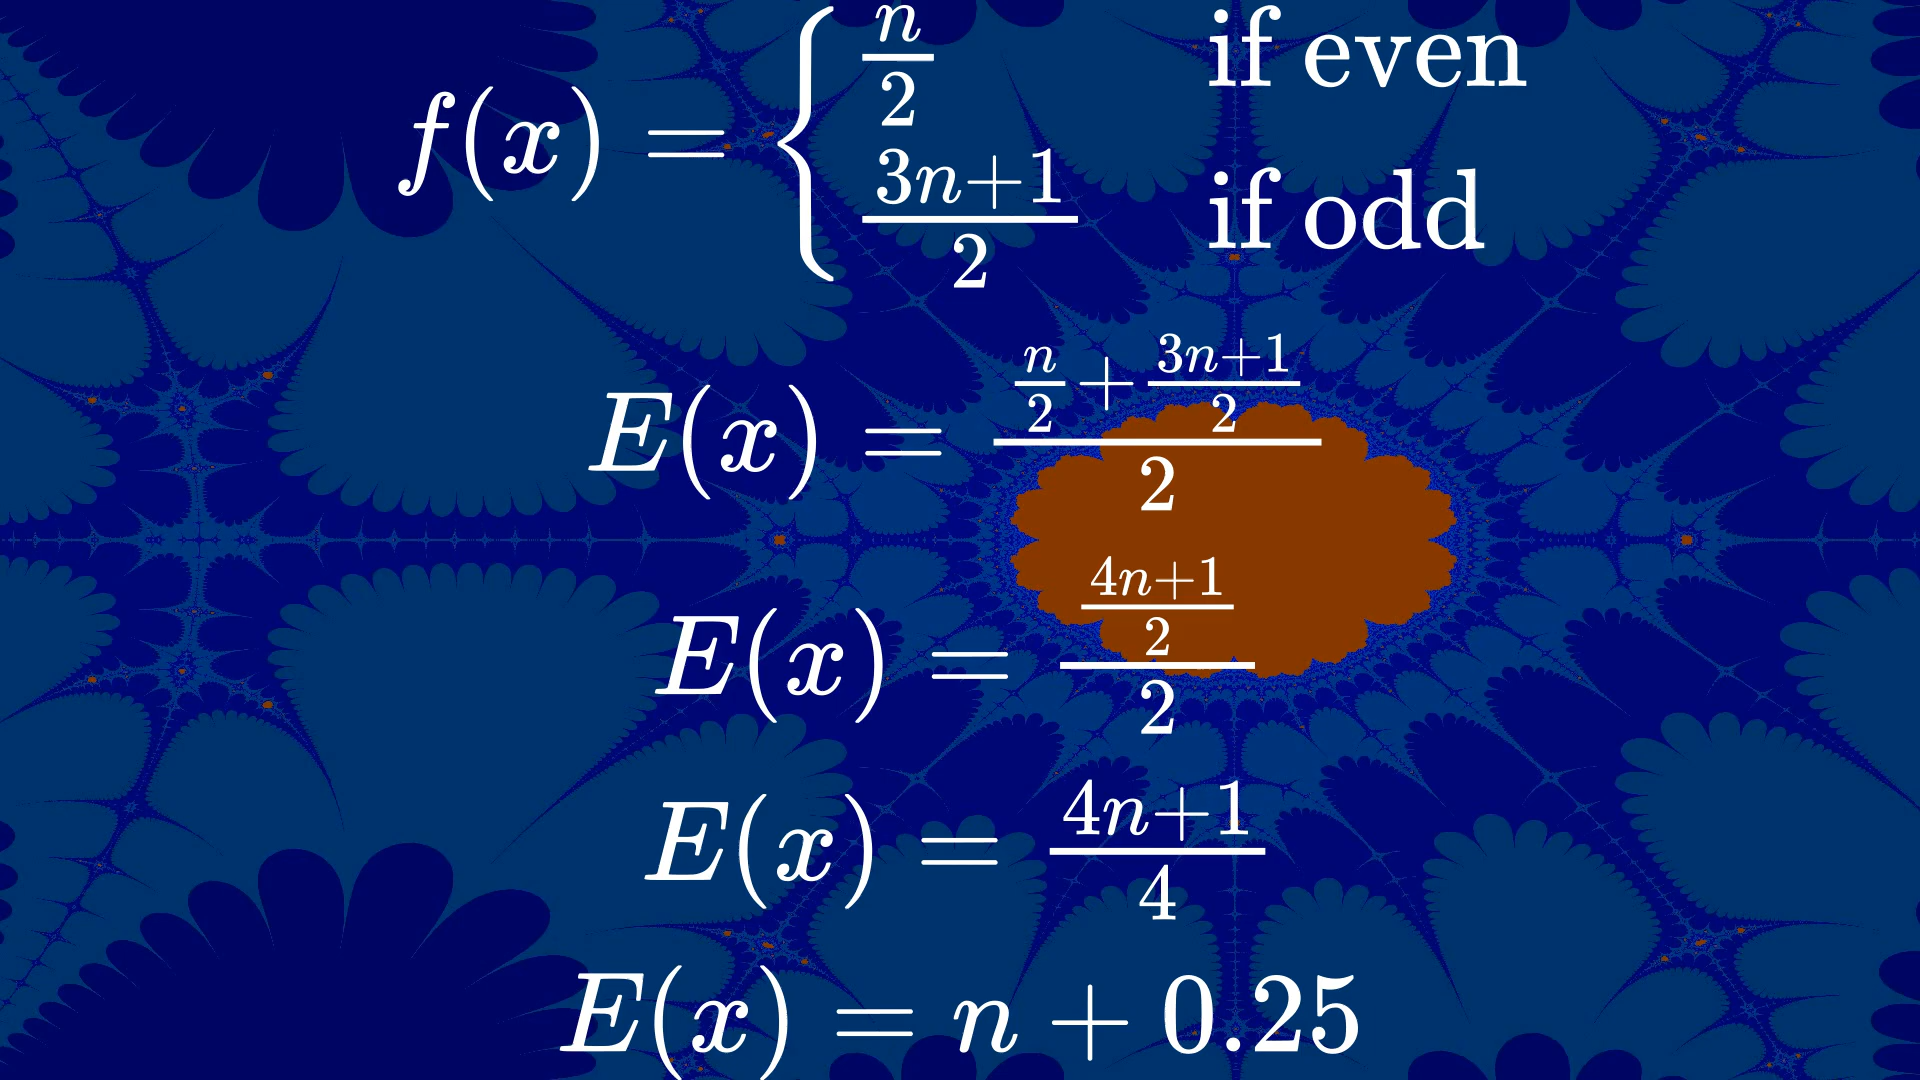 f(x) = { n/2 if even
3n+1/2 if odd
E(x) = n/2 + 3n+1/2 / 2
E(x) = 4n+1/2 / 2
E(x) = 4n+1/4
E(x) = n + 0.25